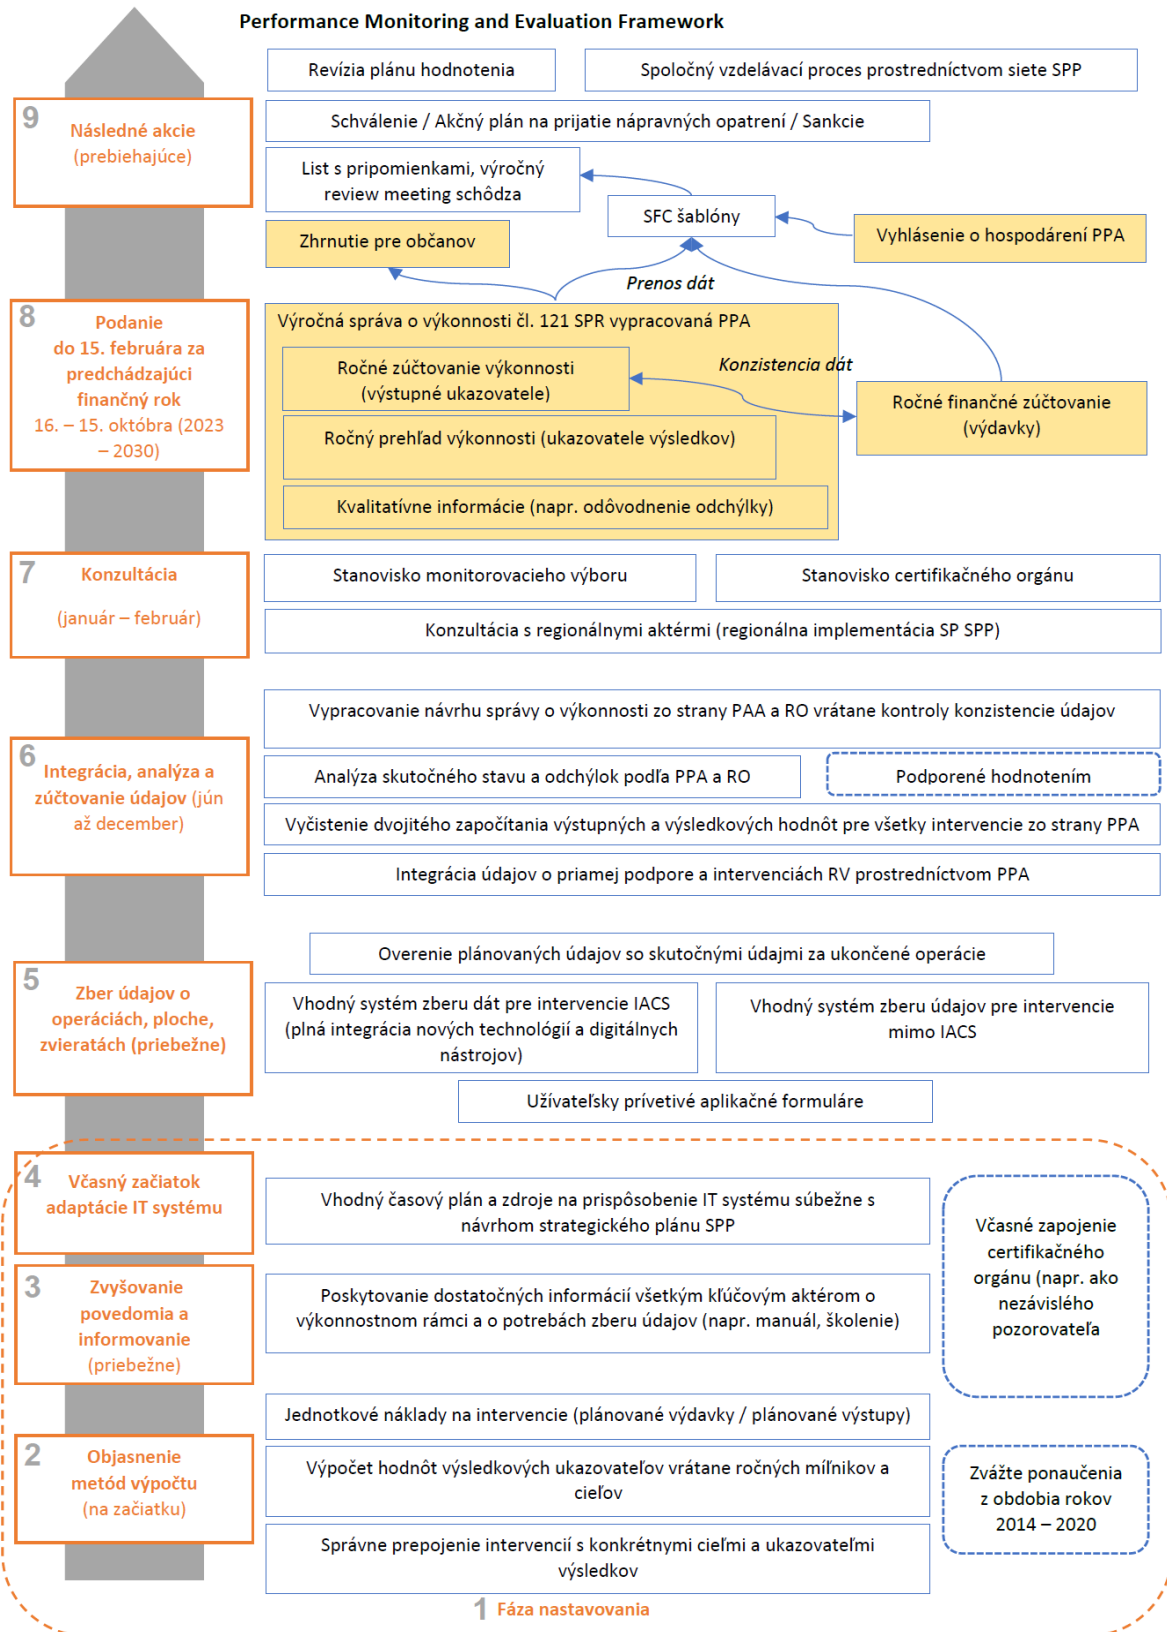 Performance Monitoring and Evaluation Framework
Revízia plánu hodnotenia
Spoločný vzdelávací proces prostredníctvom siete SPP
9
Následné akcie
(prebiehajúce)
Schválenie / Akčný plán na prijatie nápravných opatrení / Sankcie
List s pripomienkami, výročný
review meeting schôdza
SFC šablóny
Zhrnutie pre občanov
Vyhlásenie o hospodárení PPA
Prenos dát
8
Podanie
do 15. februára za
predchádzajúci
finančný rok
16. – 15. októbra (2023
– 2030)
Výročná správa o výkonnosti čl. 121 SPR vypracovaná PPA
Ročné zúčtovanie výkonnosti
(výstupné ukazovatele)
Konzistencia dát
Ročné finančné zúčtovanie
(výdavky)
Ročný prehľad výkonnosti (ukazovatele výsledkov)
Kvalitatívne informácie (napr. odôvodnenie odchýlky)
7
Konzultácia
(január – február)
Stanovisko monitorovacieho výboru
Stanovisko certifikačného orgánu
Konzultácia s regionálnymi aktérmi (regionálna implementácia SP SPP)
6
Integrácia, analýza a
zúčtovanie údajov (jún
až december)
Vypracovanie návrhu správy o výkonnosti zo strany PAA a RO vrátane kontroly konzistencie údajov
Analýza skutočného stavu a odchýlok podľa PPA a RO
Podporené hodnotením
Vyčistenie dvojitého započítania výstupných a výsledkových hodnôt pre všetky intervencie zo strany PPA
Integrácia údajov o priamej podpore a intervenciách RV prostredníctvom PPA
5
Zber údajov o
operáciách, ploche,
zvieratách (priebežne)
Overenie plánovaných údajov so skutočnými údajmi za ukončené operácie
Vhodný systém zberu dát pre intervencie IACS
(plná integrácia nových technológií a digitálnych
nástrojov)
Vhodný systém zberu údajov pre intervencie
mimo IACS
Užívateľsky prívetivé aplikačné formuláre
4
Včasný začiatok
adaptácie IT systému
Vhodný časový plán a zdroje na prispôsobenie IT systému súbežne s
návrhom strategického plánu SPP
Včasné zapojenie
certifikačného
orgánu (napr. ako
nezávislého
pozorovateľa
3
Zvyšovanie
povedomia a
informovanie
(priebežne)
Poskytovanie dostatočných informácií všetkým kľúčovým aktérom o
výkonnostnom rámci a o potrebách zberu údajov (napr. manuál, školenie)
2
Objasnenie
metód výpočtu
(na začiatku)
Jednotkové náklady na intervencie (plánované výdavky / plánované výstupy)
Výpočet hodnôt výsledkových ukazovateľov vrátane ročných míľnikov a
cieľov
Správne prepojenie intervencií s konkrétnymi cieľmi a ukazovateľmi
výsledkov
Zvážte ponaučenia
z obdobia rokov
2014 – 2020
1 Fáza nastavovania